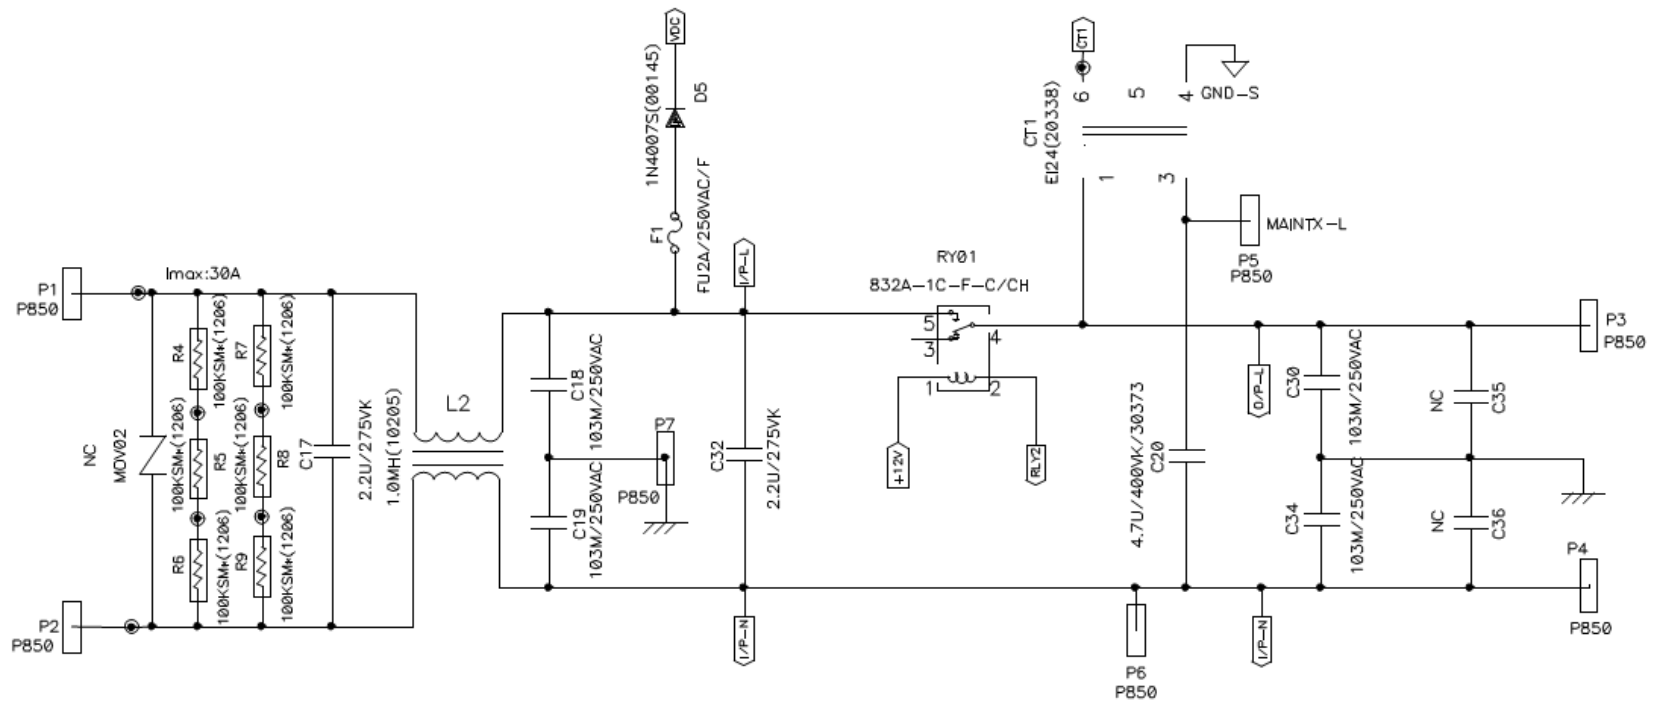 VDC
1N4007S(00145)
D5
F1
FU2A/250VAC/F
I/P-L
CT1
6
5
4
GND-S
CT1
EI24(20338)
1
3
MAINTX-L
P5
P850
P1
P850
Imax:30A
RY01
832A-1C-F-C/CH
5
3
4
1
2
+12V
RLY2
P3
P850
NC
MOV02
R4
100KSM*(1206)
R5
100KSM*(1206)
R6
100KSM*(1206)
R7
100KSM*(1206)
R8
100KSM*(1206)
R9
100KSM*(1206)
C17
2.2U/275VK
L2
1.0MH(10205)
C18
103M/250VAC
C19
103M/250VAC
P7
P850
C32
2.2U/275VK
4.7U/400VK/30373
C20
O/P-L
C30
103M/250VAC
C34
103M/250VAC
NC
C35
NC
C36
P2
P850
I/P-N
P6
P850
I/P-N
P4
P850